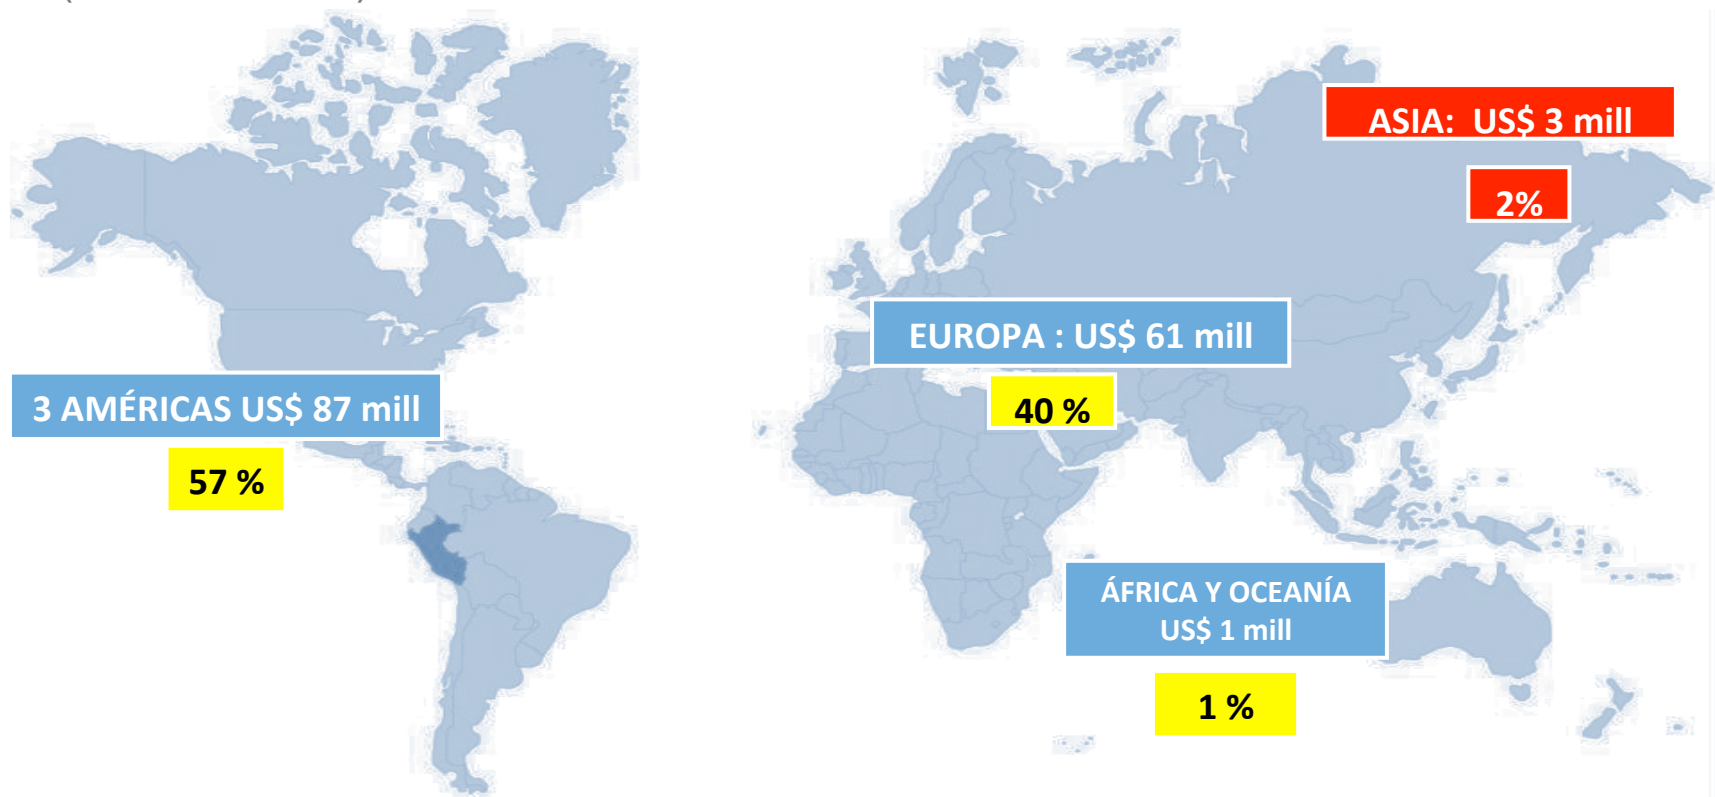 ASIA: US$ 3 mill
2%
EUROPA : US$ 61 mill
40 %
3 AMÉRICAS US$ 87 mill
57 %
ÁFRICA Y OCEANÍA
US$ 1 mill
1 %